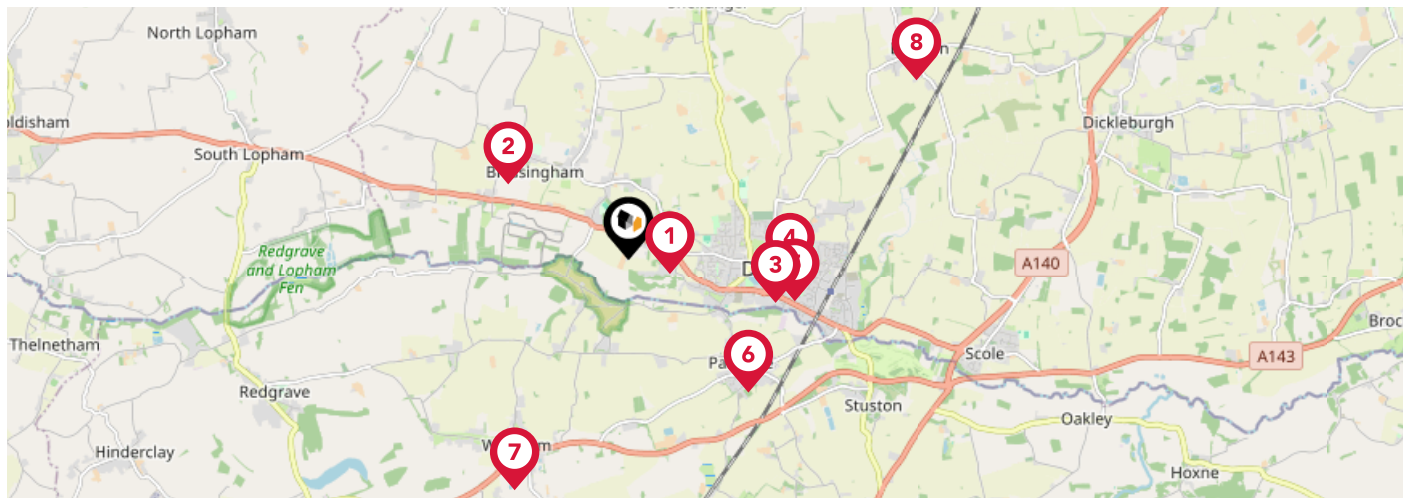 North Lopham
8
oldisham
Dickleburgh
South Lopham
2
1
4
Redgrave
and Lopham
Fen
3
A140
Thelnetham
6
Scole
A143
Redgrave
Stuston
Oakley
7
Hinderclay
Hoxne